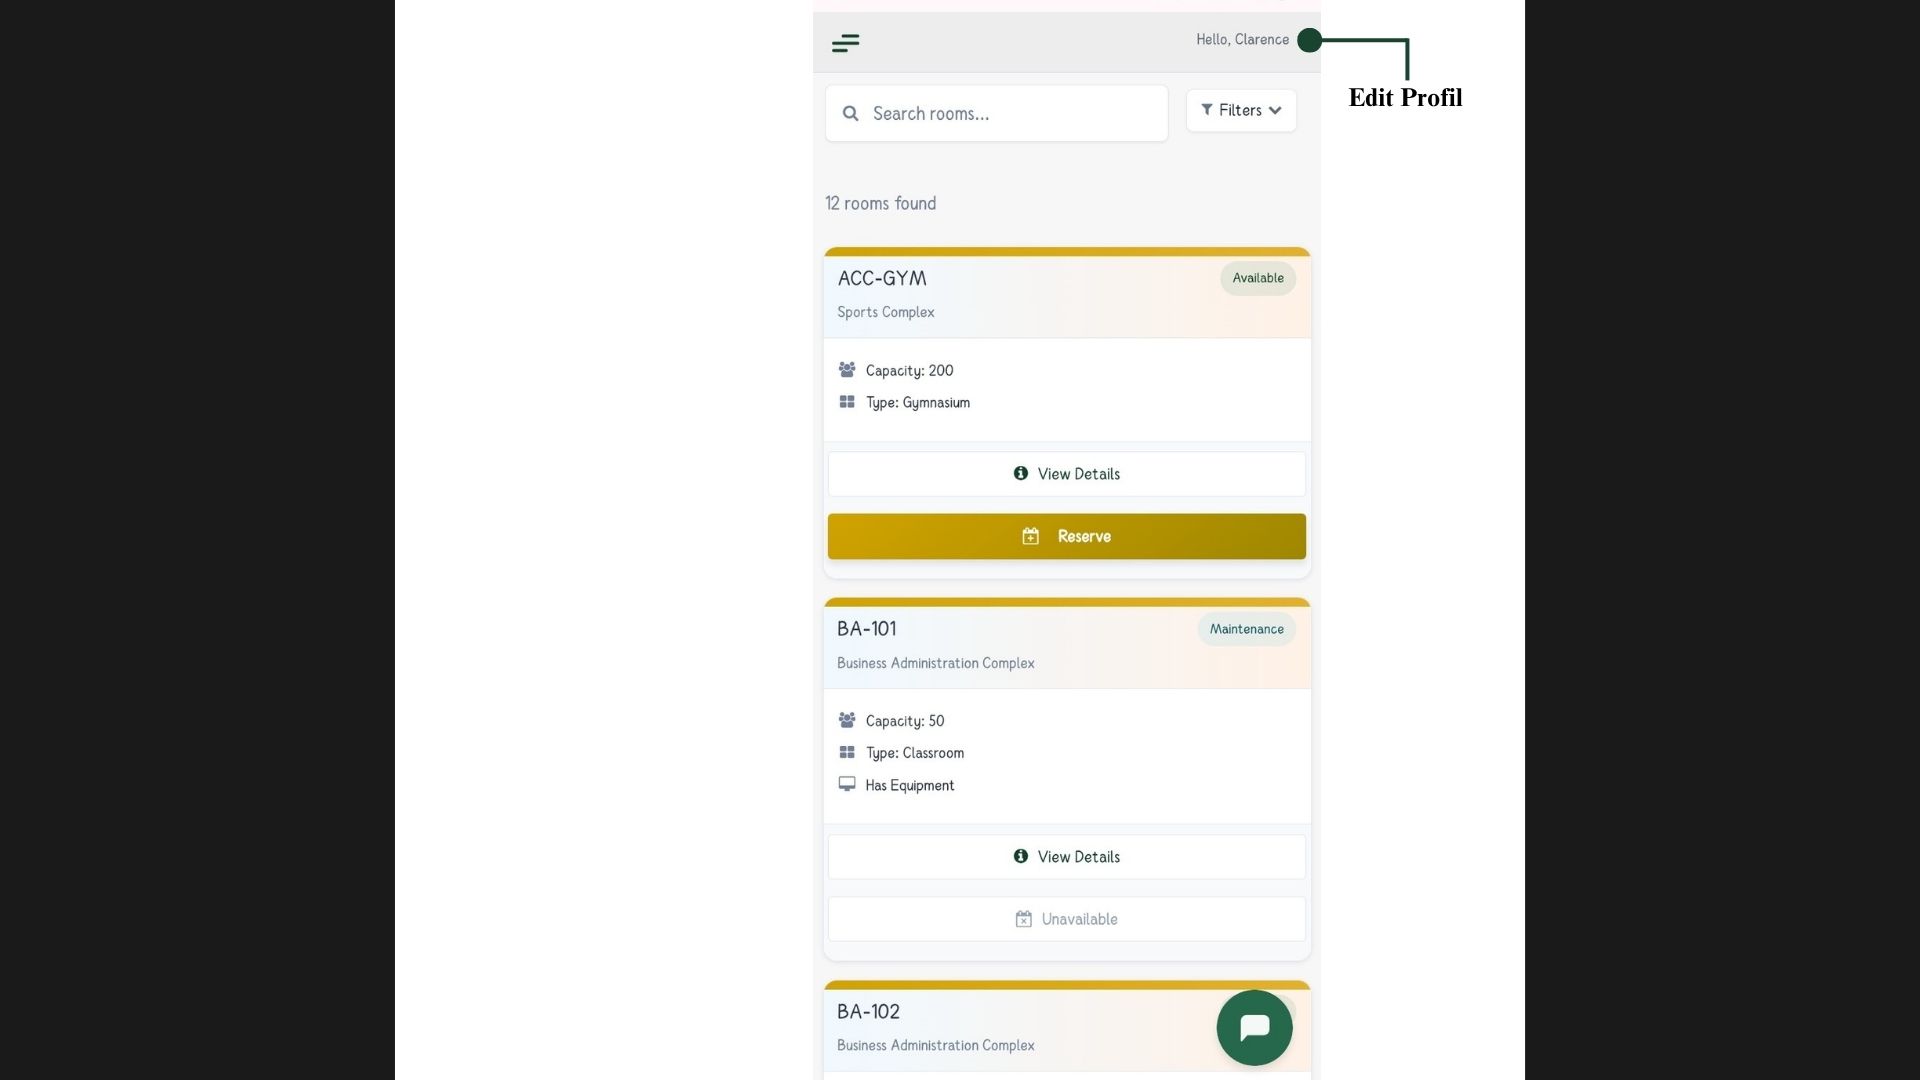 Hello, Clarence
Edit Profil
Search rooms...
Filters
12 rooms found
ACC-GYM
Available
Sports Complex
Capacity: 200
Type: Gymnasium
View Details
Reserve
BA-101
Maintenance
Business Administration Complex
Capacity: 50
Type: Classroom
Has Equipment
View Details
Unavailable
BA-102
Business Administration Complex